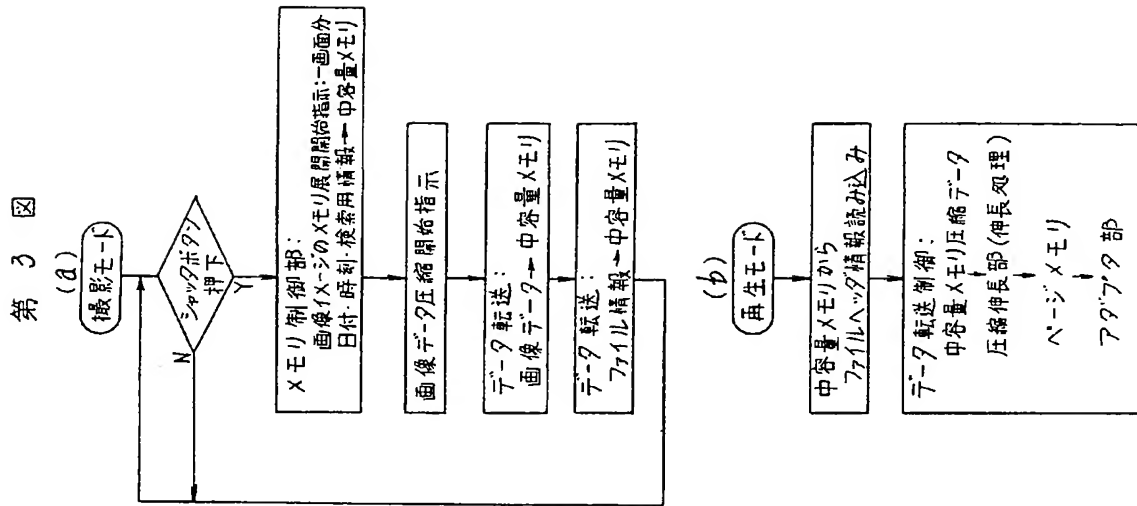 第 3 図
(a)
撮影モード
シャッタボタン
押下
N
Y
メモリ制御部:
画像イメージのメモリ展開開始指示:一画面分
日付・時刻・検索用情報→中容量メモリ
画像データ圧縮開始指示
データ転送:
画像データ→中容量メモリ
データ転送:
ファイル情報→中容量メモリ
(b)
再生モード
中容量メモリから
ファイルヘッダ情報読み込み
データ転送制御:
中容量メモリ圧縮データ
圧縮伸長部(伸長処理)
ページメモリ
アダプタ部